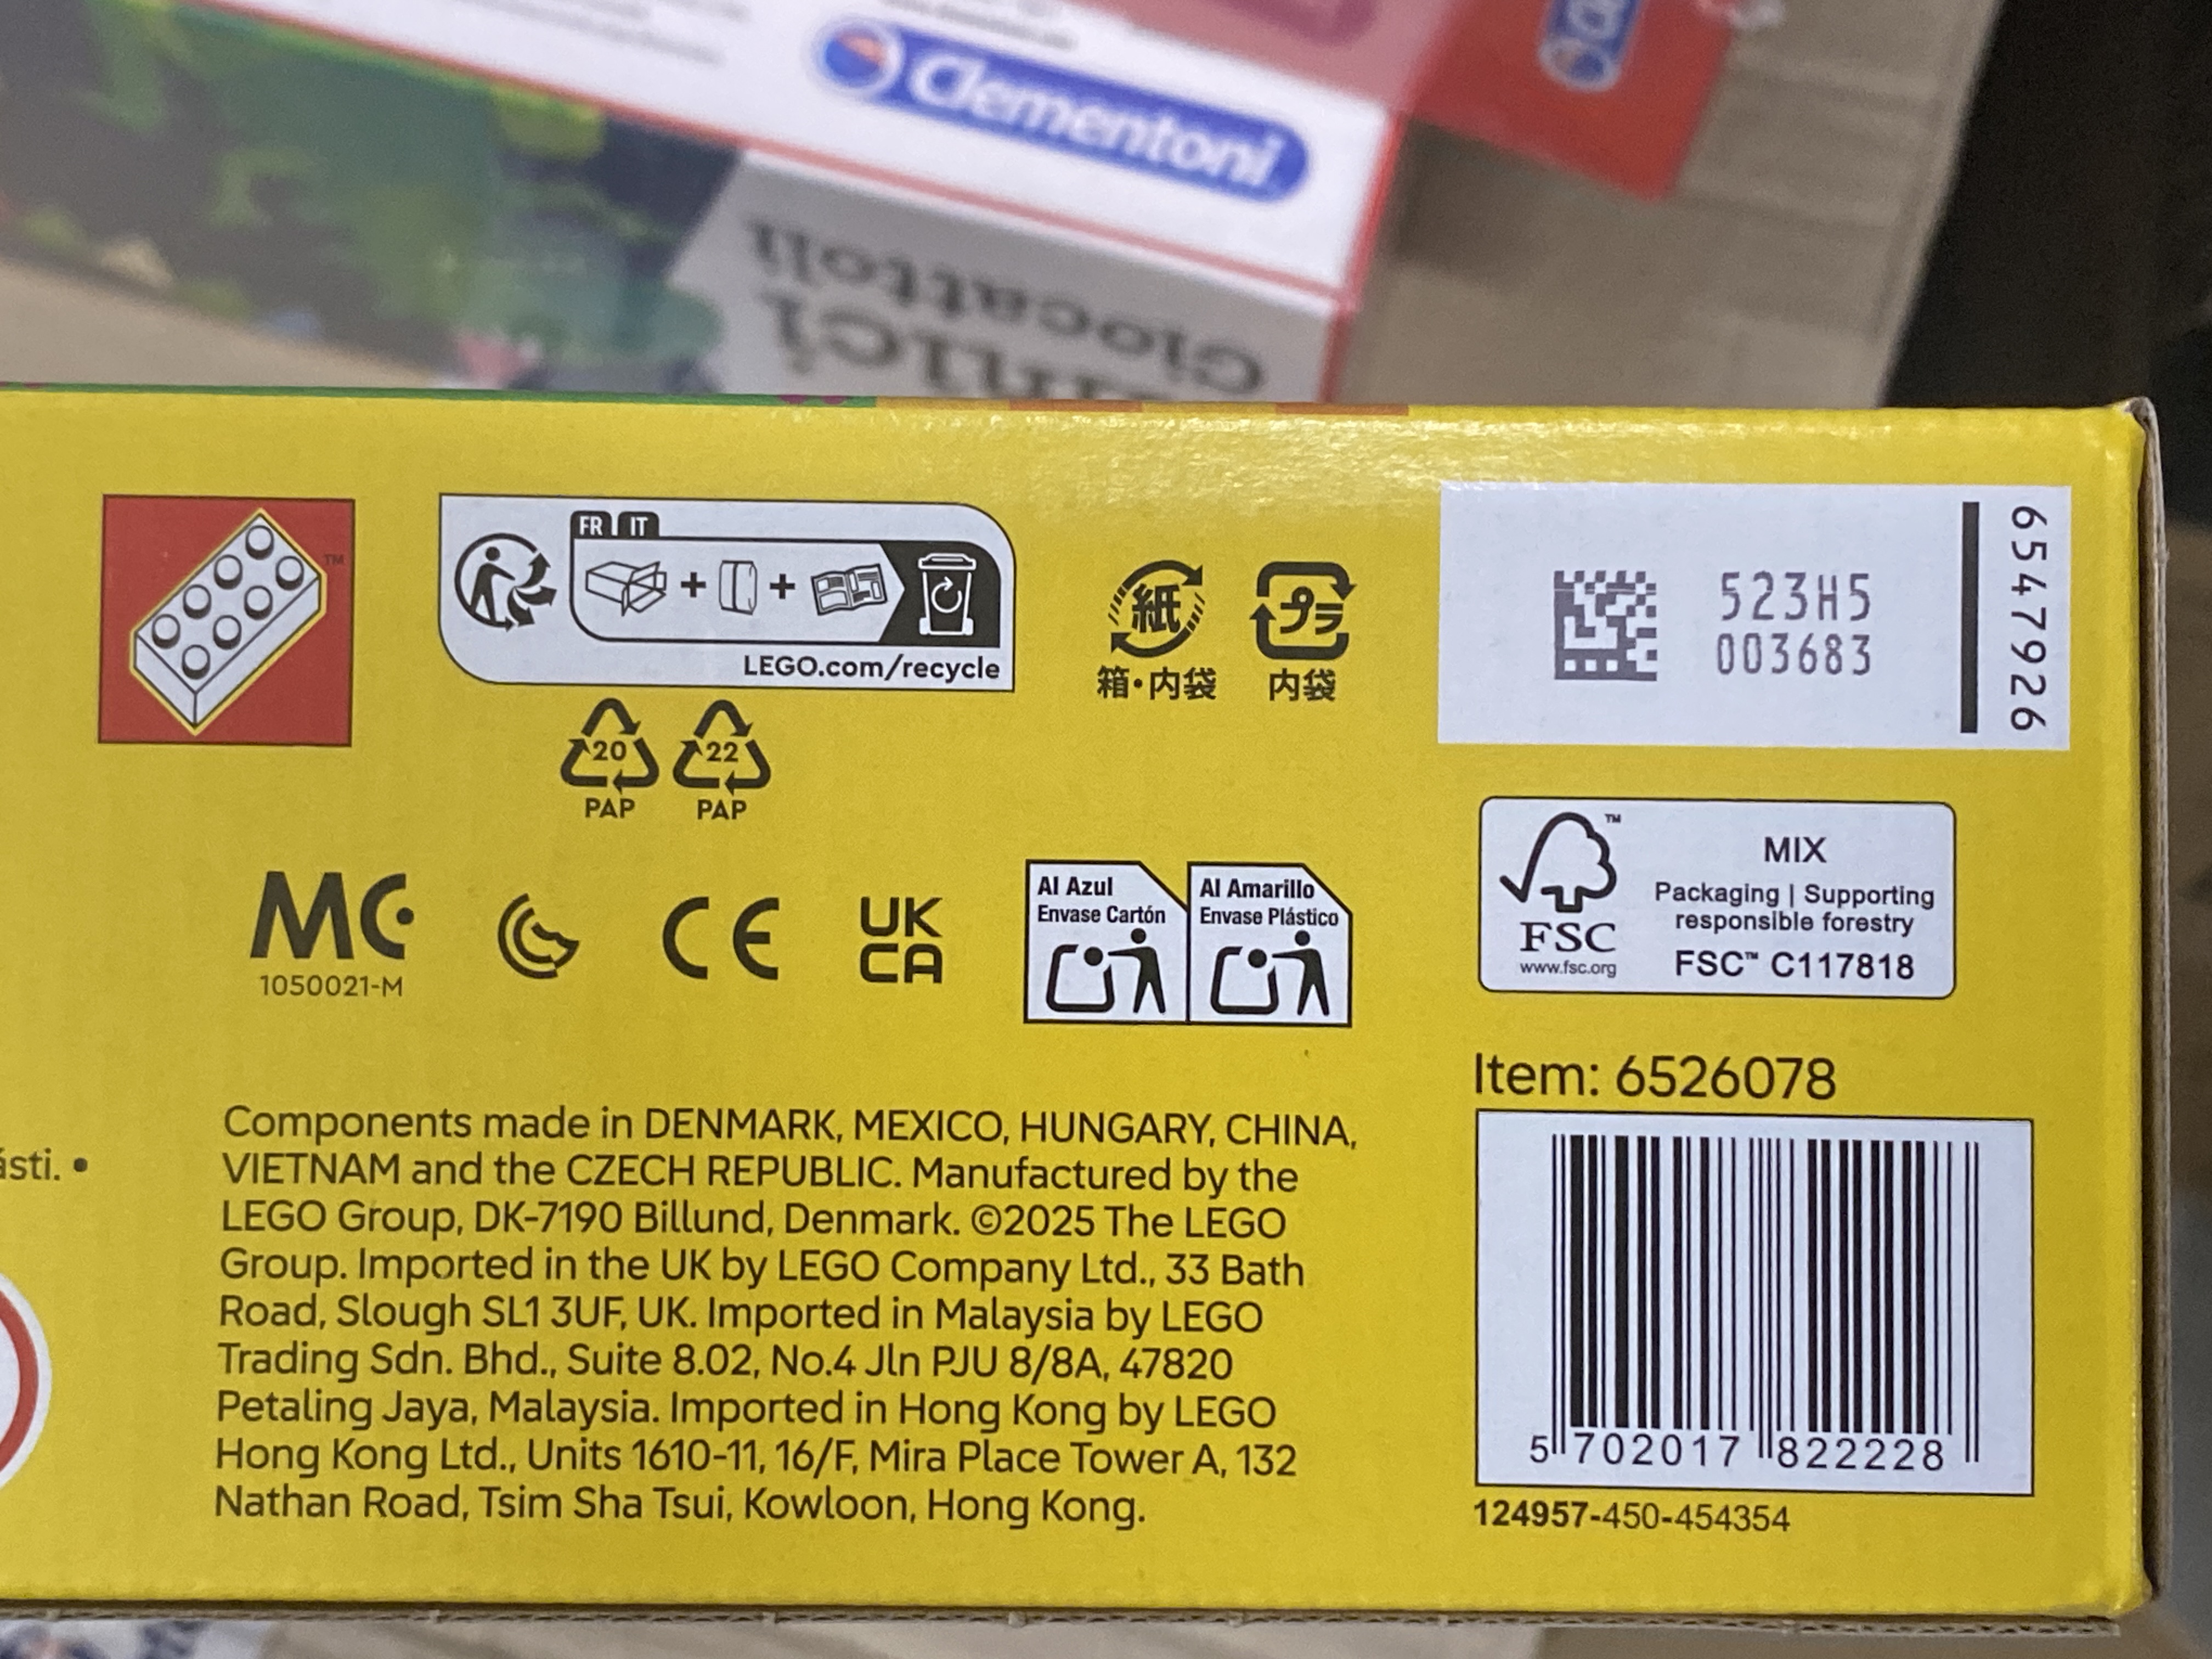 Clementoni
Giocattoli
™
FR IT
LEGO.com/recycle
20
PAP
22
PAP
紙
箱・内袋
プラ
内袋
523H5
003683
6547926
MC
1050021-M
CE
UK
CA
Al Azul
Envase Cartón
Al Amarillo
Envase Plástico
™
FSC
www.fsc.org
MIX
Packaging | Supporting
responsible forestry
FSC™ C117818
ásti. •
Components made in DENMARK, MEXICO, HUNGARY, CHINA,
VIETNAM and the CZECH REPUBLIC. Manufactured by the
LEGO Group, DK-7190 Billund, Denmark. ©2025 The LEGO
Group. Imported in the UK by LEGO Company Ltd., 33 Bath
Road, Slough SL1 3UF, UK. Imported in Malaysia by LEGO
Trading Sdn. Bhd., Suite 8.02, No.4 Jln PJU 8/8A, 47820
Petaling Jaya, Malaysia. Imported in Hong Kong by LEGO
Hong Kong Ltd., Units 1610-11, 16/F, Mira Place Tower A, 132
Nathan Road, Tsim Sha Tsui, Kowloon, Hong Kong.
Item: 6526078
5 702017 822228
124957-450-454354